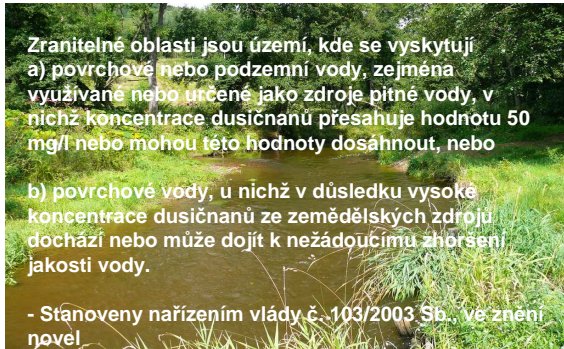 Zranitelné oblasti jsou území, kde se vyskytují
a) povrchové nebo podzemní vody, zejména
využívané nebo určené jako zdroje pitné vody, v
nichž koncentrace dusičnanů přesahuje hodnotu 50
mg/l nebo mohou této hodnoty dosáhnout, nebo
b) povrchové vody, u nichž v důsledku vysoké
koncentrace dusičnanů ze zemědělských zdrojů
dochází nebo může dojít k nežádoucímu zhoršení
jakosti vody.
- Stanoveny nařízením vlády č. 103/2003 Sb., ve znění
novel